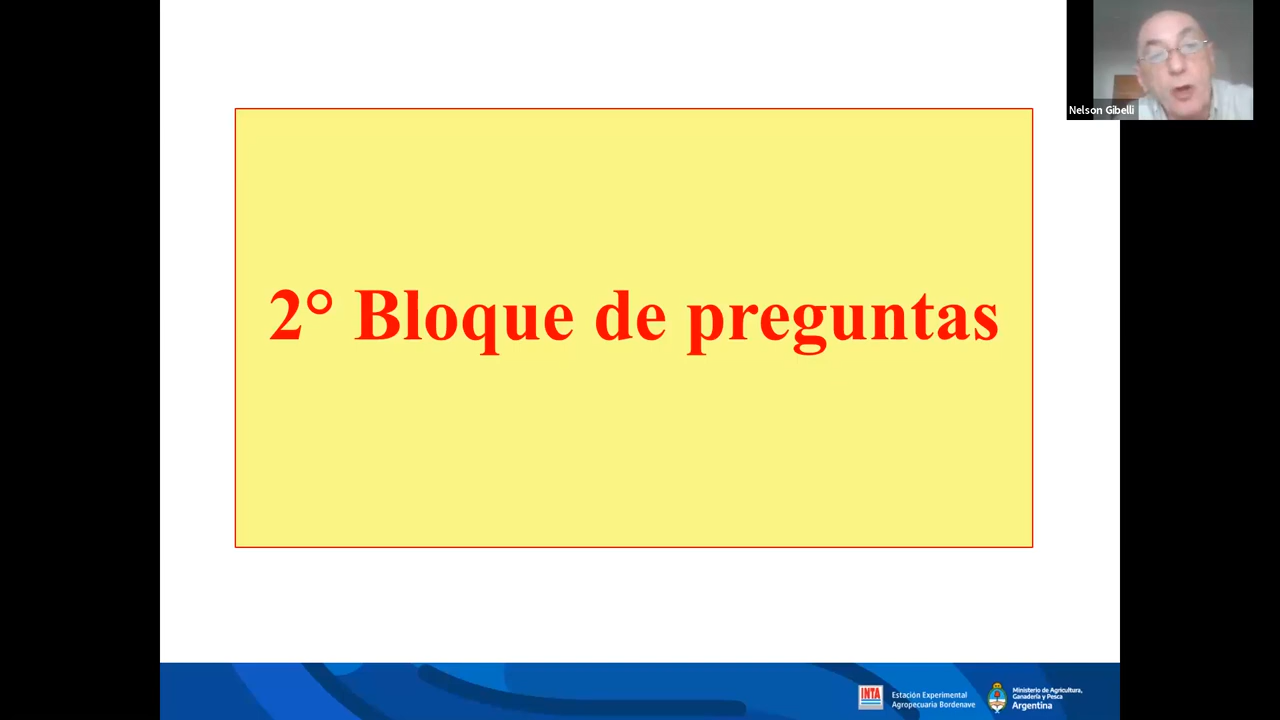 Nelson Gibelli
2° Bloque de preguntas
INTA
Estación Experimental
Agropecuaria Bordenave
Ministerio de Agricultura,
Ganadería y Pesca
Argentina